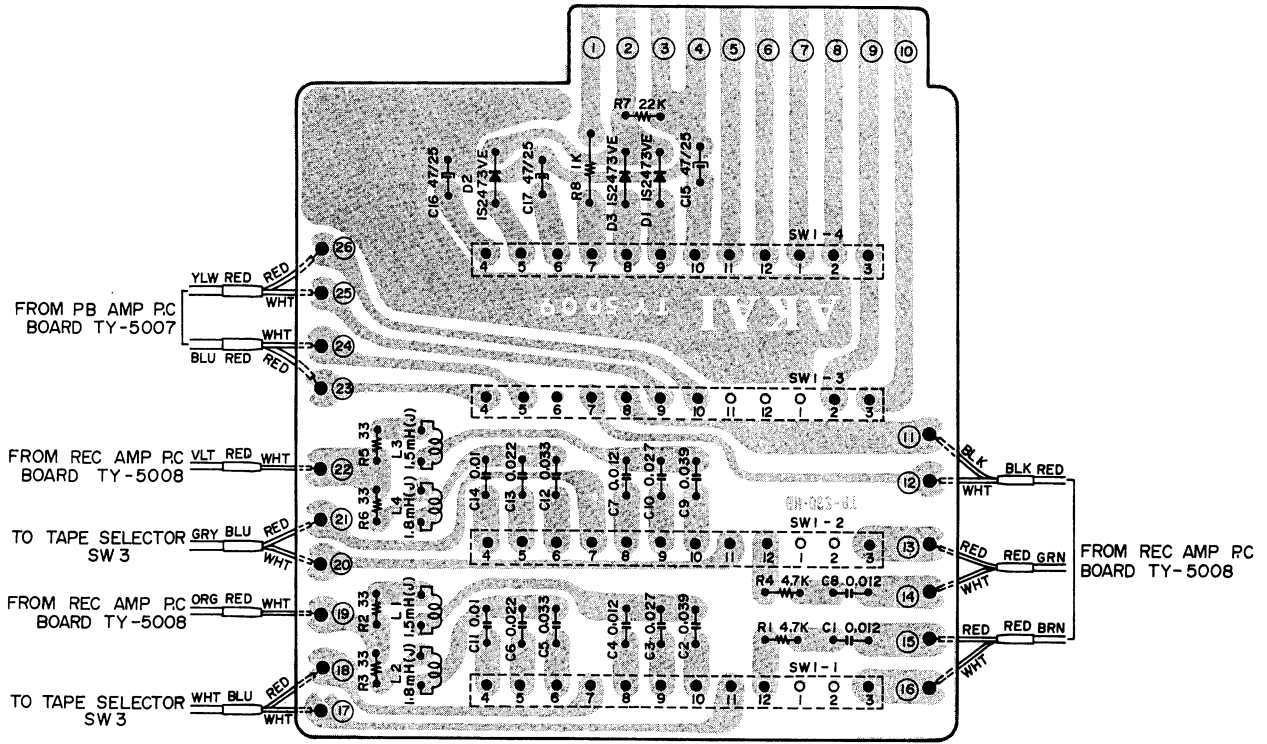 1 2 3 4 5 6 7 8 9 10
R7 22K
C16 47/25
D2
IS2473VE
C17 47/25
R8 1K
D3 IS2473VE
D1 IS2473VE
C15 47/25
SW1-4
4 5 6 7 8 9 10 11 12 1 2 3
AKAI TY-5009
26
25
24
23
YLW RED RED
WHT
FROM PB AMP P.C
BOARD TY-5007
WHT
BLU RED RED
SW1-3
4 5 6 7 8 9 10 11 12 1 2 3
R5 33
L3
1.5mH(J)
R6 33
L4
1.8mH(J)
C14 0.01
C13 0.022
C12 0.033
C7 0.012
C10 0.027
C9 0.039
FROM REC AMP P.C
BOARD TY-5008
VLT RED WHT
22
21
20
TO TAPE SELECTOR
SW3
GRY BLU RED
WHT
SW1-2
4 5 6 7 8 9 10 11 12 1 2 3
R4 4.7K C8 0.012
11
12
BLK
WHT
BLK RED
13
14
RED
WHT
RED GRN
FROM REC AMP P.C
BOARD TY-5008
15
16
RED
WHT
RED BRN
FROM REC AMP P.C
BOARD TY-5008
ORG RED WHT
19
18
17
R2 33
L1
1.5mH(J)
R3 33
L2
1.8mH(J)
C11 0.01
C6 0.022
C5 0.033
C4 0.012
C3 0.027
C2 0.039
R1 4.7K C1 0.012
SW1-1
4 5 6 7 8 9 10 11 12 1 2 3
TO TAPE SELECTOR
SW3
WHT BLU RED
WHT